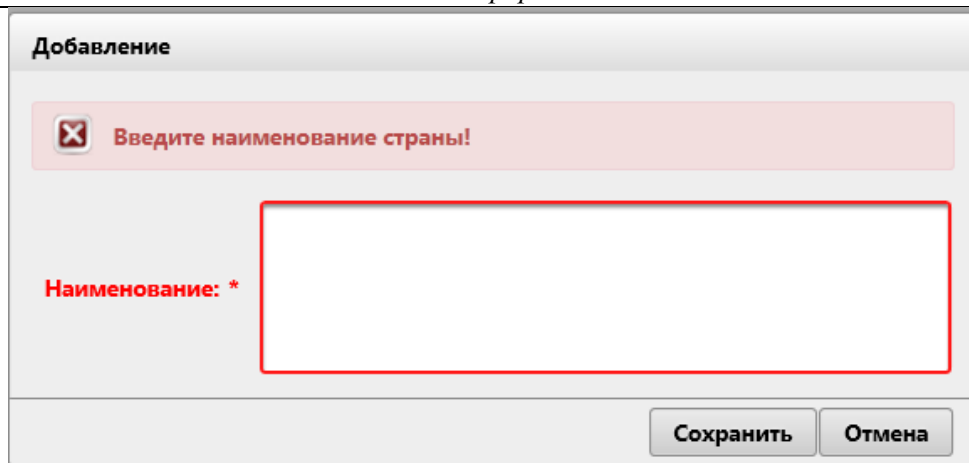 Добавление
Введите наименование страны!
Наименование: *
Сохранить Отмена